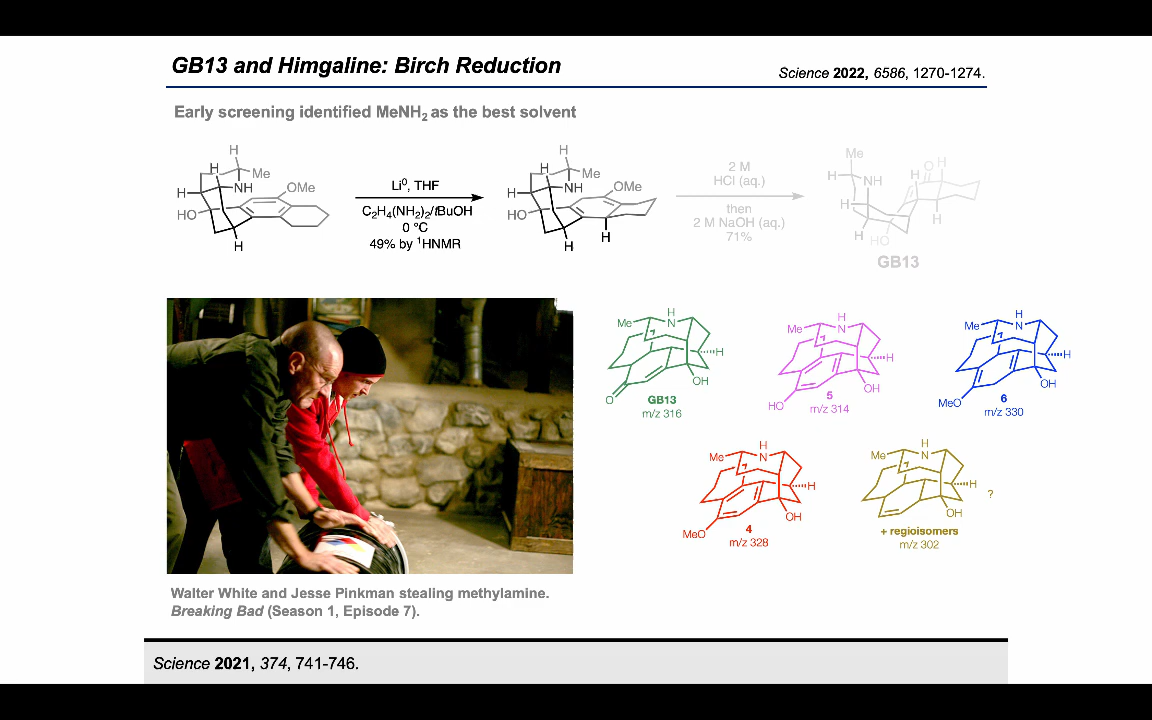 GB13 and Himgaline: Birch Reduction
Science 2022, 6586, 1270-1274.
Early screening identified MeNH₂ as the best solvent
H
H
Me
H
NH
OMe
HO
H
Li⁰, THF
C₂H₄(NH₂)₂/tBuOH
0 °C
49% by ¹HNMR
H
H
Me
H
NH
OMe
HO
H
H
2 M
HCl (aq.)
then
2 M NaOH (aq.)
71%
Me
H
NH
H
O
H
H
H
H
HO
GB13
Me
H
N
H
OH
O
GB13
m/z 316
Me
H
N
H
OH
HO
5
m/z 314
Me
H
N
H
OH
MeO
6
m/z 330
Me
H
N
H
OH
MeO
4
m/z 328
Me
H
N
H
OH
?
+ regioisomers
m/z 302
Walter White and Jesse Pinkman stealing methylamine.
Breaking Bad (Season 1, Episode 7).
Science 2021, 374, 741-746.